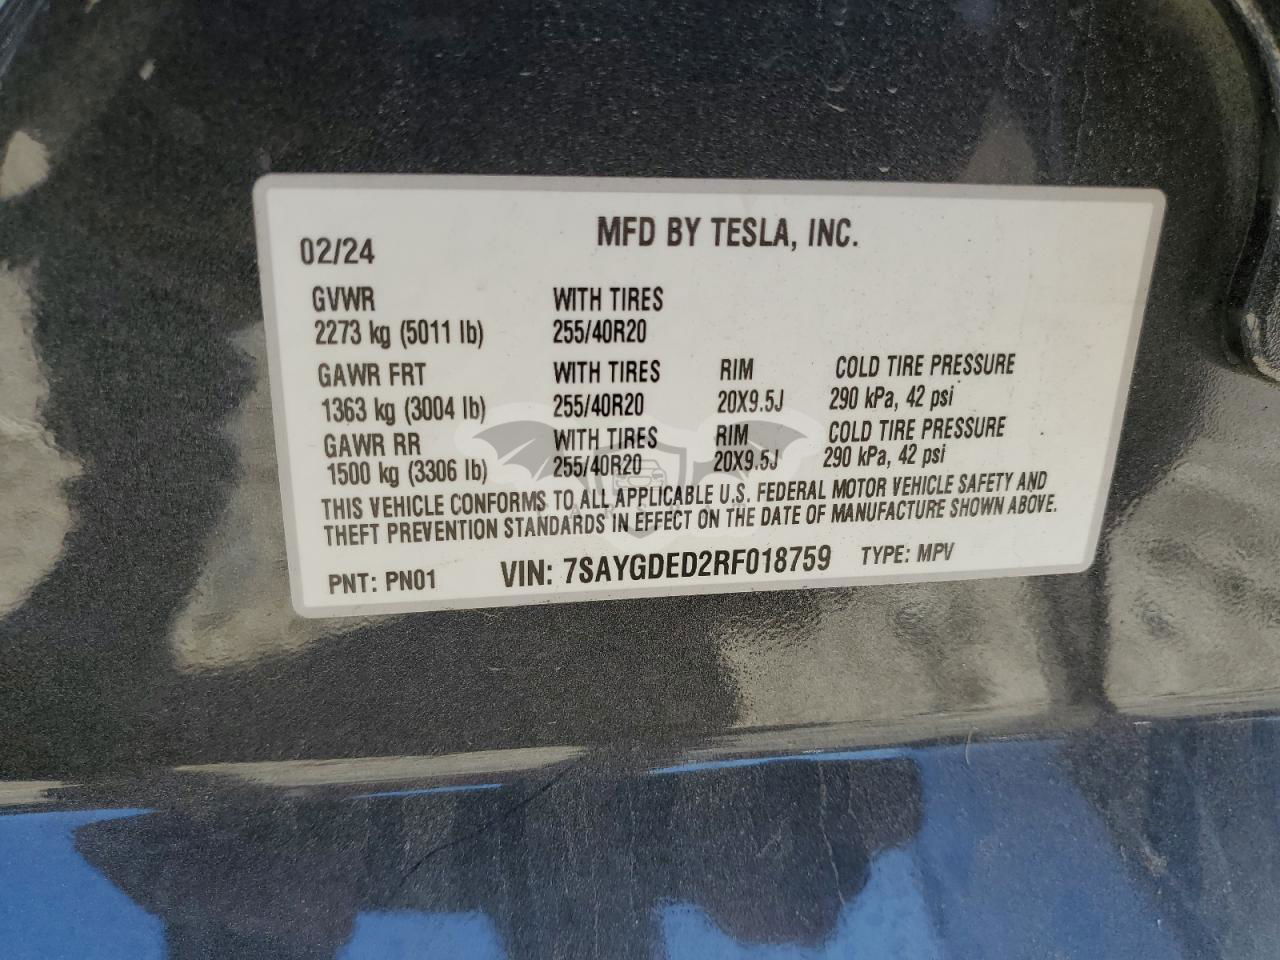 MFD BY TESLA, INC.
02/24
GVWR WITH TIRES
2273 kg (5011 lb) 255/40R20
GAWR FRT WITH TIRES RIM COLD TIRE PRESSURE
1363 kg (3004 lb) 255/40R20 20X9.5J 290 kPa, 42 psi
GAWR RR WITH TIRES RIM COLD TIRE PRESSURE
1500 kg (3306 lb) 255/40R20 20X9.5J 290 kPa, 42 psi
THIS VEHICLE CONFORMS TO ALL APPLICABLE U.S. FEDERAL MOTOR VEHICLE SAFETY AND
THEFT PREVENTION STANDARDS IN EFFECT ON THE DATE OF MANUFACTURE SHOWN ABOVE.
PNT: PN01 VIN: 7SAYGDED2RF018759 TYPE: MPV